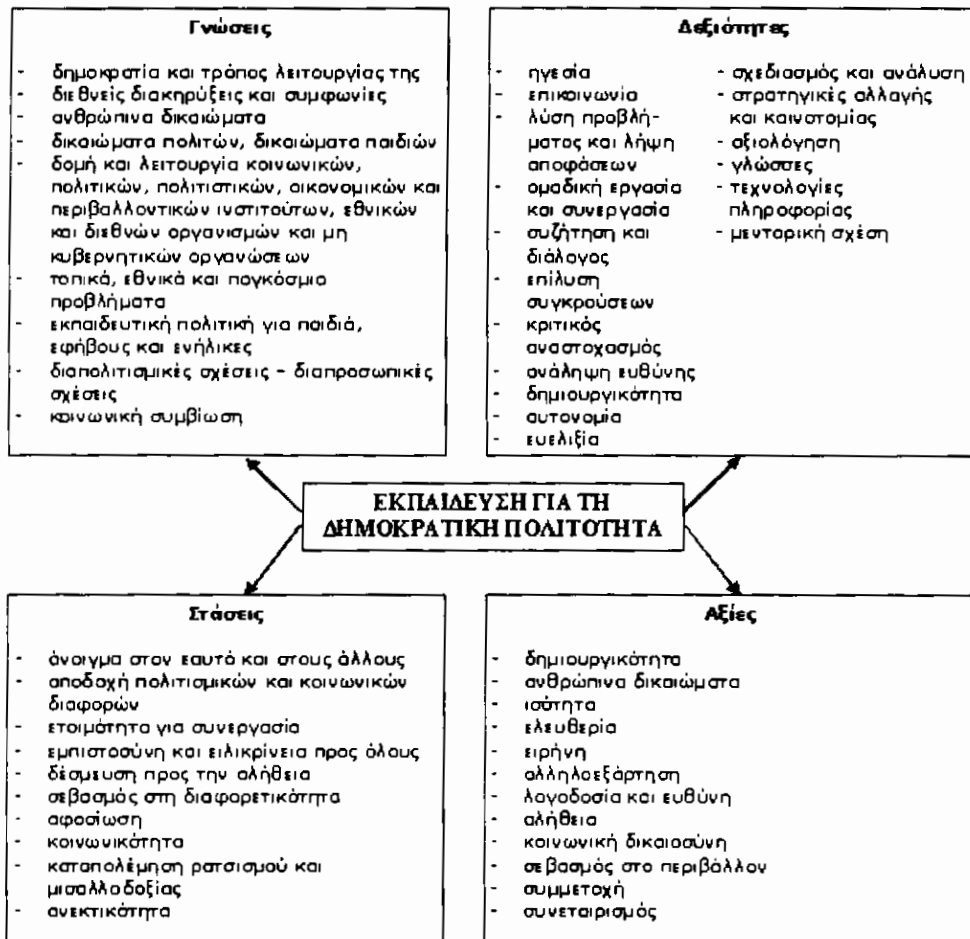 Γνώσεις
- δημοκρατία και τρόπος λειτουργίας της
- διεθνείς διακηρύξεις και συμφωνίες
- ανθρώπινα δικαιώματα
- δικαιώματα πολιτών, δικαιώματα παιδιών
- δομή και λειτουργία κοινωνικών,
πολιτικών, πολιτιστικών, οικονομικών και
περιβαλλοντικών ινστιτούτων, εθνικών
και διεθνών οργανισμών και μη
κυβερνητικών οργανώσεων
- τοπικά, εθνικά και παγκόσμιο
προβλήματα
- εκπαιδευτική πολιτική για παιδιά,
εφήβους και ενήλικες
- διαπολιτισμικές σχέσεις – διαπροσωπικές
σχέσεις
- κοινωνική συμβίωση
Δεξιότητες
- ηγεσία
- επικοινωνία
- λύση προβλή-
ματος και λήψη
αποφάσεων
- ομαδική εργασία
και συνεργασία
- συζήτηση και
διάλογος
- επίλυση
συγκρούσεων
- κριτικός
αναστοχασμός
- ανάληψη ευθύνης
- δημιουργικότητα
- αυτονομία
- ευελιξία
- σχεδιασμός και ανάλυση
- στρατηγικές αλλαγής
και καινοτομίας
- αξιολόγηση
- γλώσσες
- τεχνολογίες
πληροφορίας
- μεντορική σχέση
ΕΚΠΑΙΔΕΥΣΗ ΓΙΑ ΤΗ
ΔΗΜΟΚΡΑΤΙΚΗ ΠΟΛΙΤΟΤΗΤΑ
Στάσεις
- άνοιγμα στον εαυτό και στους άλλους
- αποδοχή πολιτισμικών και κοινωνικών
διαφορών
- ετοιμότητα για συνεργασία
- εμπιστοσύνη και ειλικρίνεια προς όλους
- δέσμευση προς την αλήθεια
- σεβασμός στη διαφορετικότητα
- αφοσίωση
- κοινωνικότητα
- καταπολέμηση ρατσισμού και
μισαλλοδοξίας
- ανεκτικότητα
Αξίες
- δημιουργικότητα
- ανθρώπινα δικαιώματα
- ισότητα
- ελευθερία
- ειρήνη
- αλληλοεξάρτηση
- λογοδοσία και ευθύνη
- αλήθεια
- κοινωνική δικαιοσύνη
- σεβασμός στο περιβάλλον
- συμμετοχή
- συνεταιρισμός